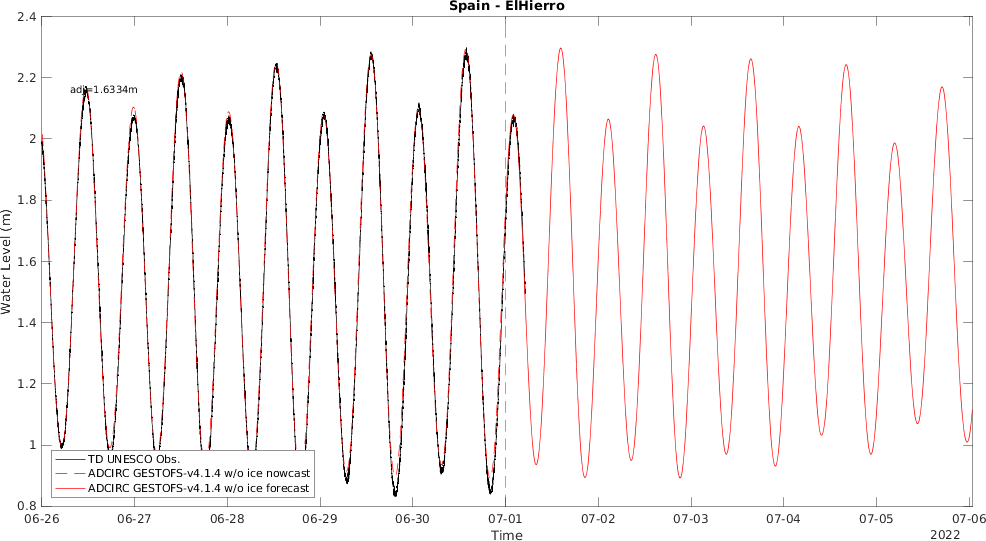 Spain - ElHierro
2.4
2.2
2
1.8
1.6
1.4
1.2
1
0.8
Water Level (m)
adj=1.6334m
TD UNESCO Obs.
ADCIRC GESTOFS-v4.1.4 w/o ice nowcast
ADCIRC GESTOFS-v4.1.4 w/o ice forecast
06-26 06-27 06-28 06-29 06-30 07-01 07-02 07-03 07-04 07-05 07-06
Time
2022